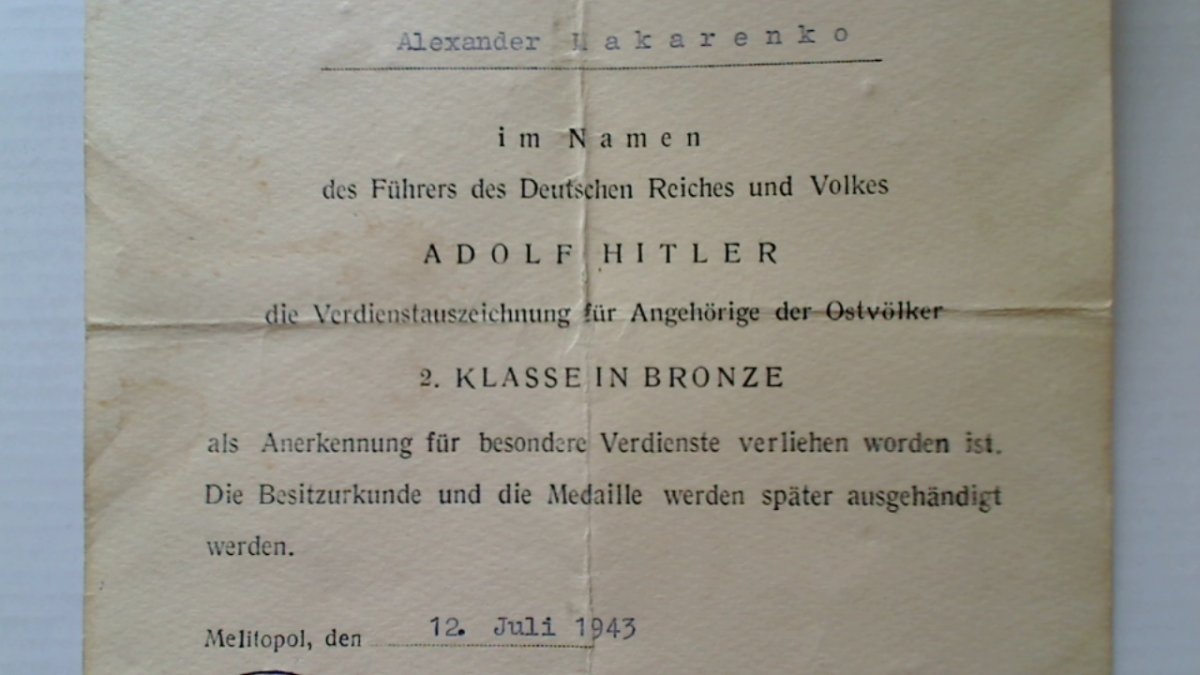 Alexander Makarenko
im Namen
des Führers des Deutschen Reiches und Volkes
ADOLF HITLER
die Verdienstauszeichnung für Angehörige der Ostvölker
2. KLASSE IN BRONZE
als Anerkennung für besondere Verdienste verliehen worden ist.
Die Besitzurkunde und die Medaille werden später ausgehändigt
werden.
Melitopol, den 12. Juli 1943